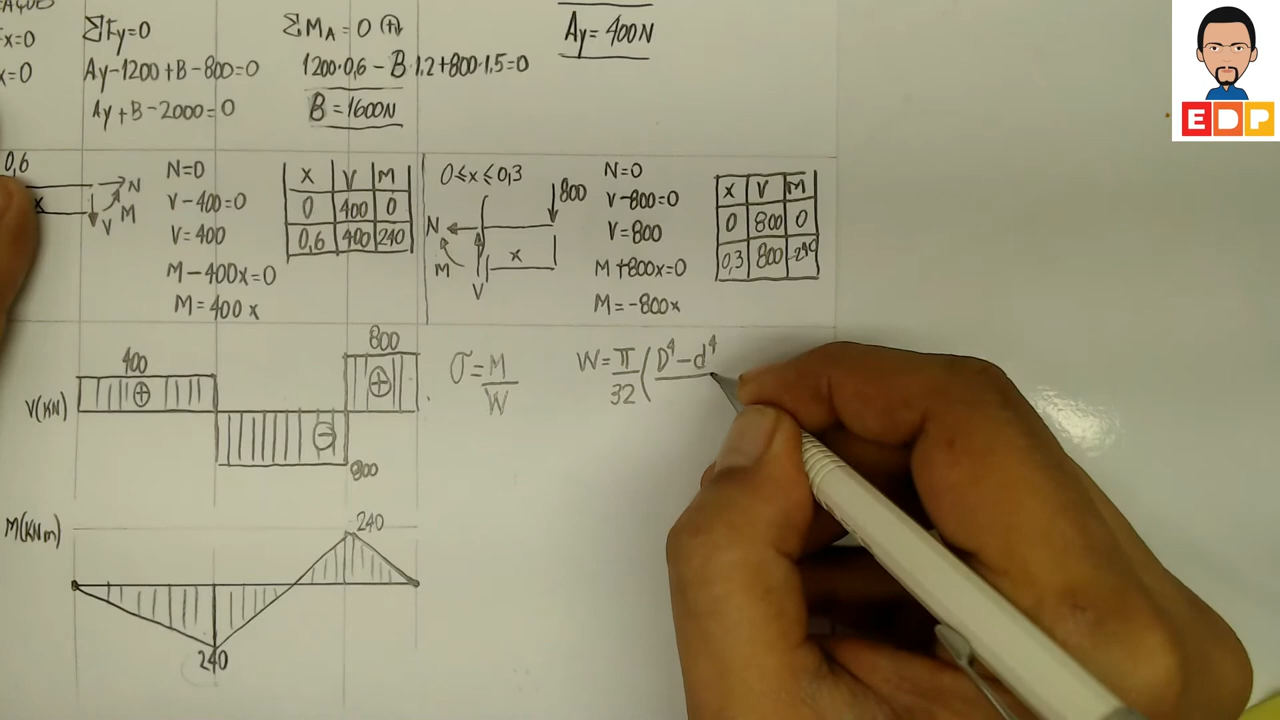 x=0
x=0
ΣFy=0
Ay-1200+B-800=0
Ay+B-2000=0
ΣM_A=0 (+
1200·0,6-B·1.2+800·1.5=0
B=1600N
Ay=400N
EDP
0,6
x
N
M
V
N=0
V-400=0
V=400
M-400x=0
M=400x
X V M
0 400 0
0,6 400 240
0≤x≤0,3
800
N
M
V
x
N=0
V-800=0
V=800
M+800x=0
M=-800x
X V M
0 800 0
0,3 800 -240
V(KN)
400
+
-
800
+
800
σ=M/W
W=π/32(D⁴-d⁴
M(KNm)
240
240